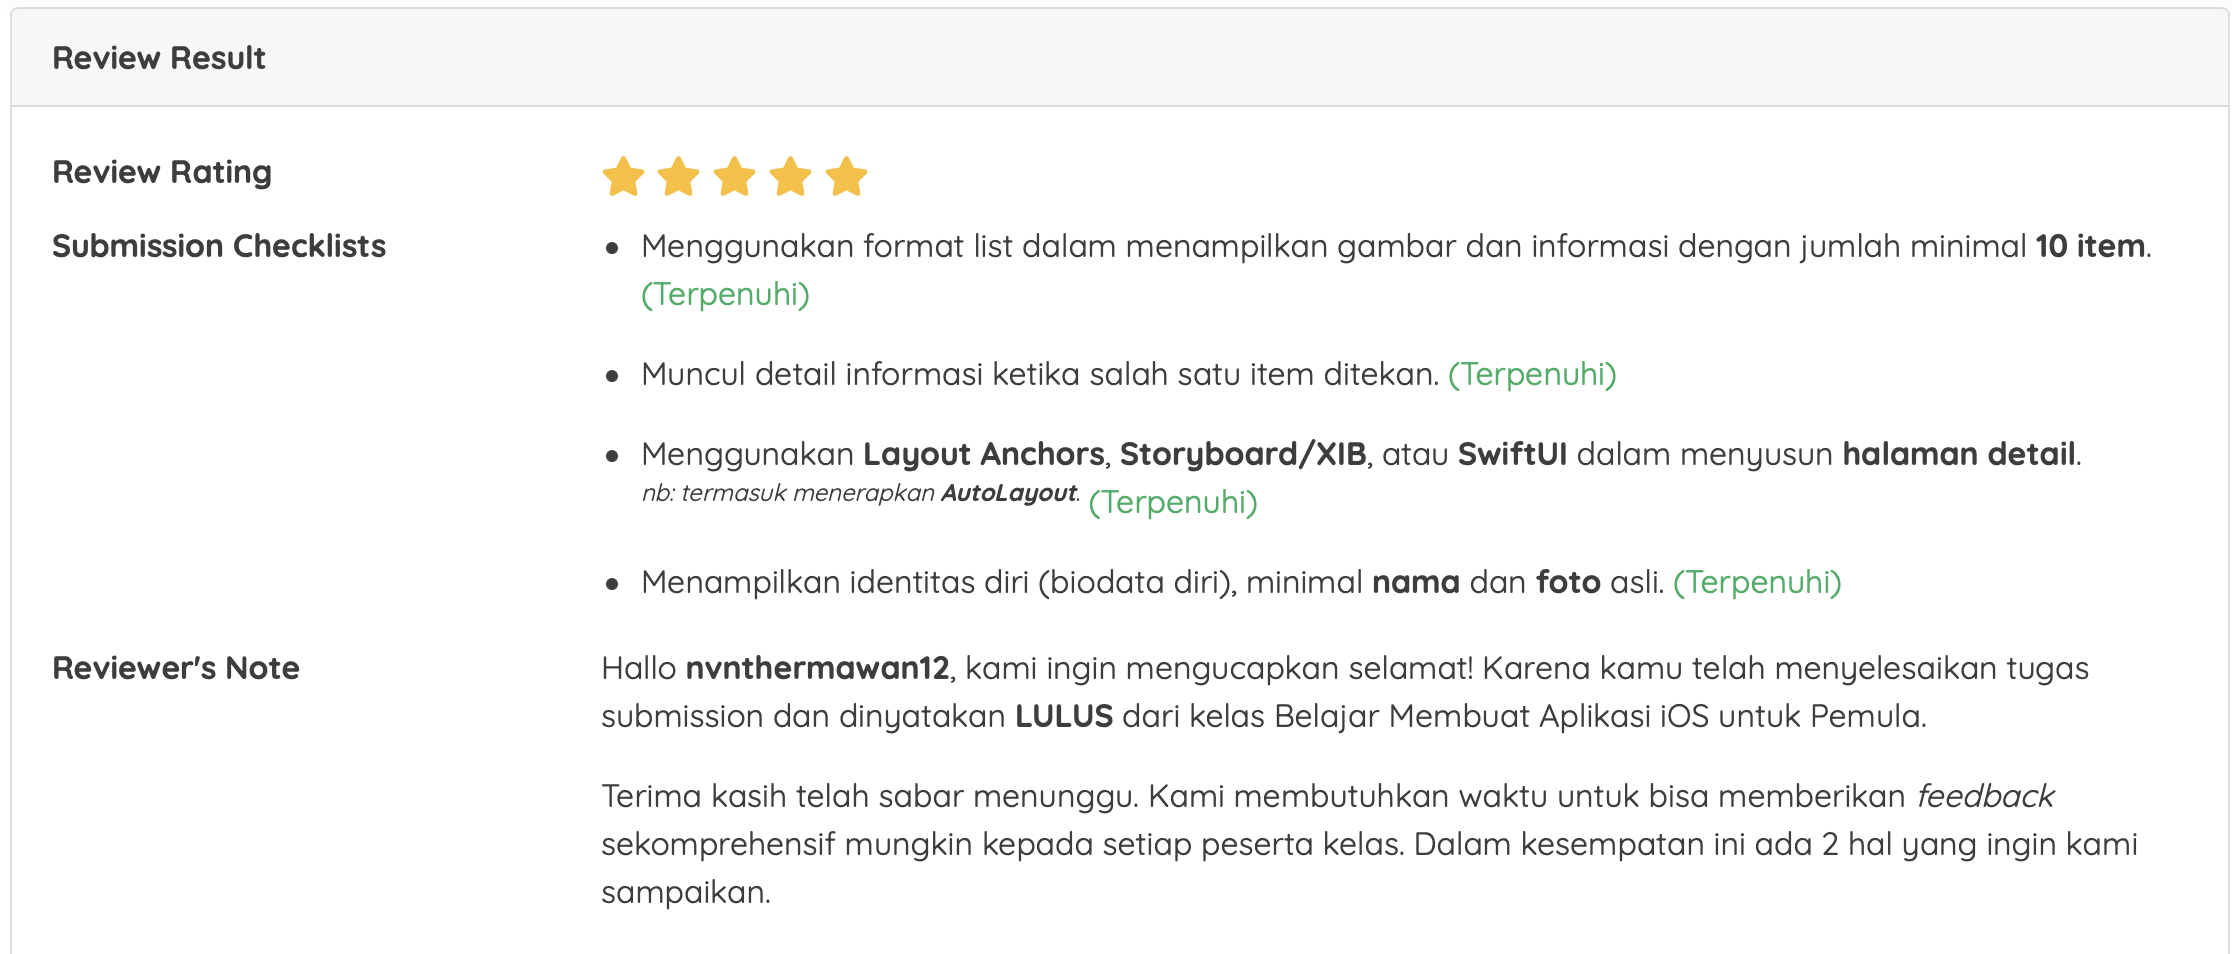 Review Result
Review Rating
Submission Checklists
• Menggunakan format list dalam menampilkan gambar dan informasi dengan jumlah minimal 10 item.
(Terpenuhi)
• Muncul detail informasi ketika salah satu item ditekan. (Terpenuhi)
• Menggunakan Layout Anchors, Storyboard/XIB, atau SwiftUI dalam menyusun halaman detail.
nb: termasuk menerapkan AutoLayout. (Terpenuhi)
• Menampilkan identitas diri (biodata diri), minimal nama dan foto asli. (Terpenuhi)
Reviewer's Note
Hallo nvnthermawan12, kami ingin mengucapkan selamat! Karena kamu telah menyelesaikan tugas
submission dan dinyatakan LULUS dari kelas Belajar Membuat Aplikasi iOS untuk Pemula.
Terima kasih telah sabar menunggu. Kami membutuhkan waktu untuk bisa memberikan feedback
sekomprehensif mungkin kepada setiap peserta kelas. Dalam kesempatan ini ada 2 hal yang ingin kami
sampaikan.